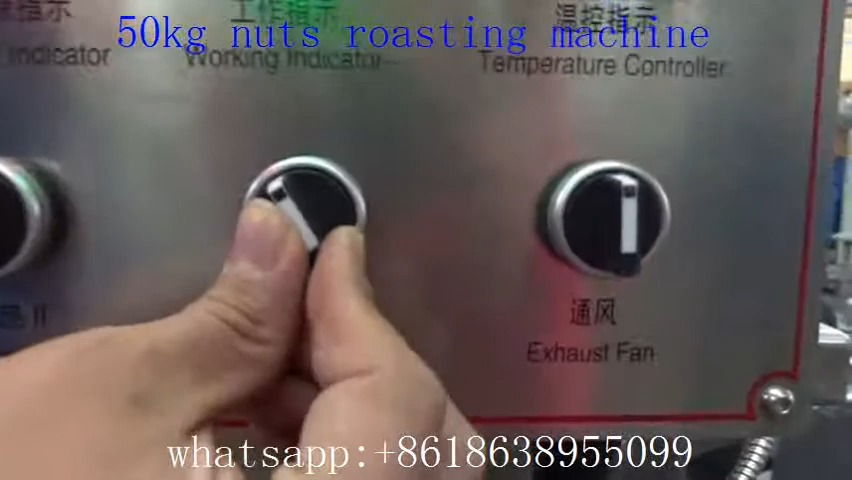 50kg nuts roasting machine
指示
工作指示
温控指示
Indicator
Working Indicator
Temperature Controller
II
通风
Exhaust Fan
whatsapp:+8618638955099